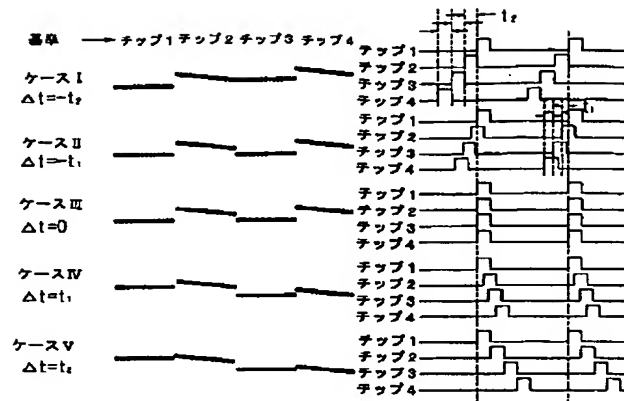 基準 → チップ1 チップ2 チップ3 チップ4
ケースⅠ
Δt=-t₂
ケースⅡ
Δt=-t₁
ケースⅢ
Δt=0
ケースⅣ
Δt=t₁
ケースⅤ
Δt=t₂
t₂
チップ1
チップ2
チップ3
チップ4
t₁
チップ1
チップ2
チップ3
チップ4
チップ1
チップ2
チップ3
チップ4
チップ1
チップ2
チップ3
チップ4
チップ1
チップ2
チップ3
チップ4